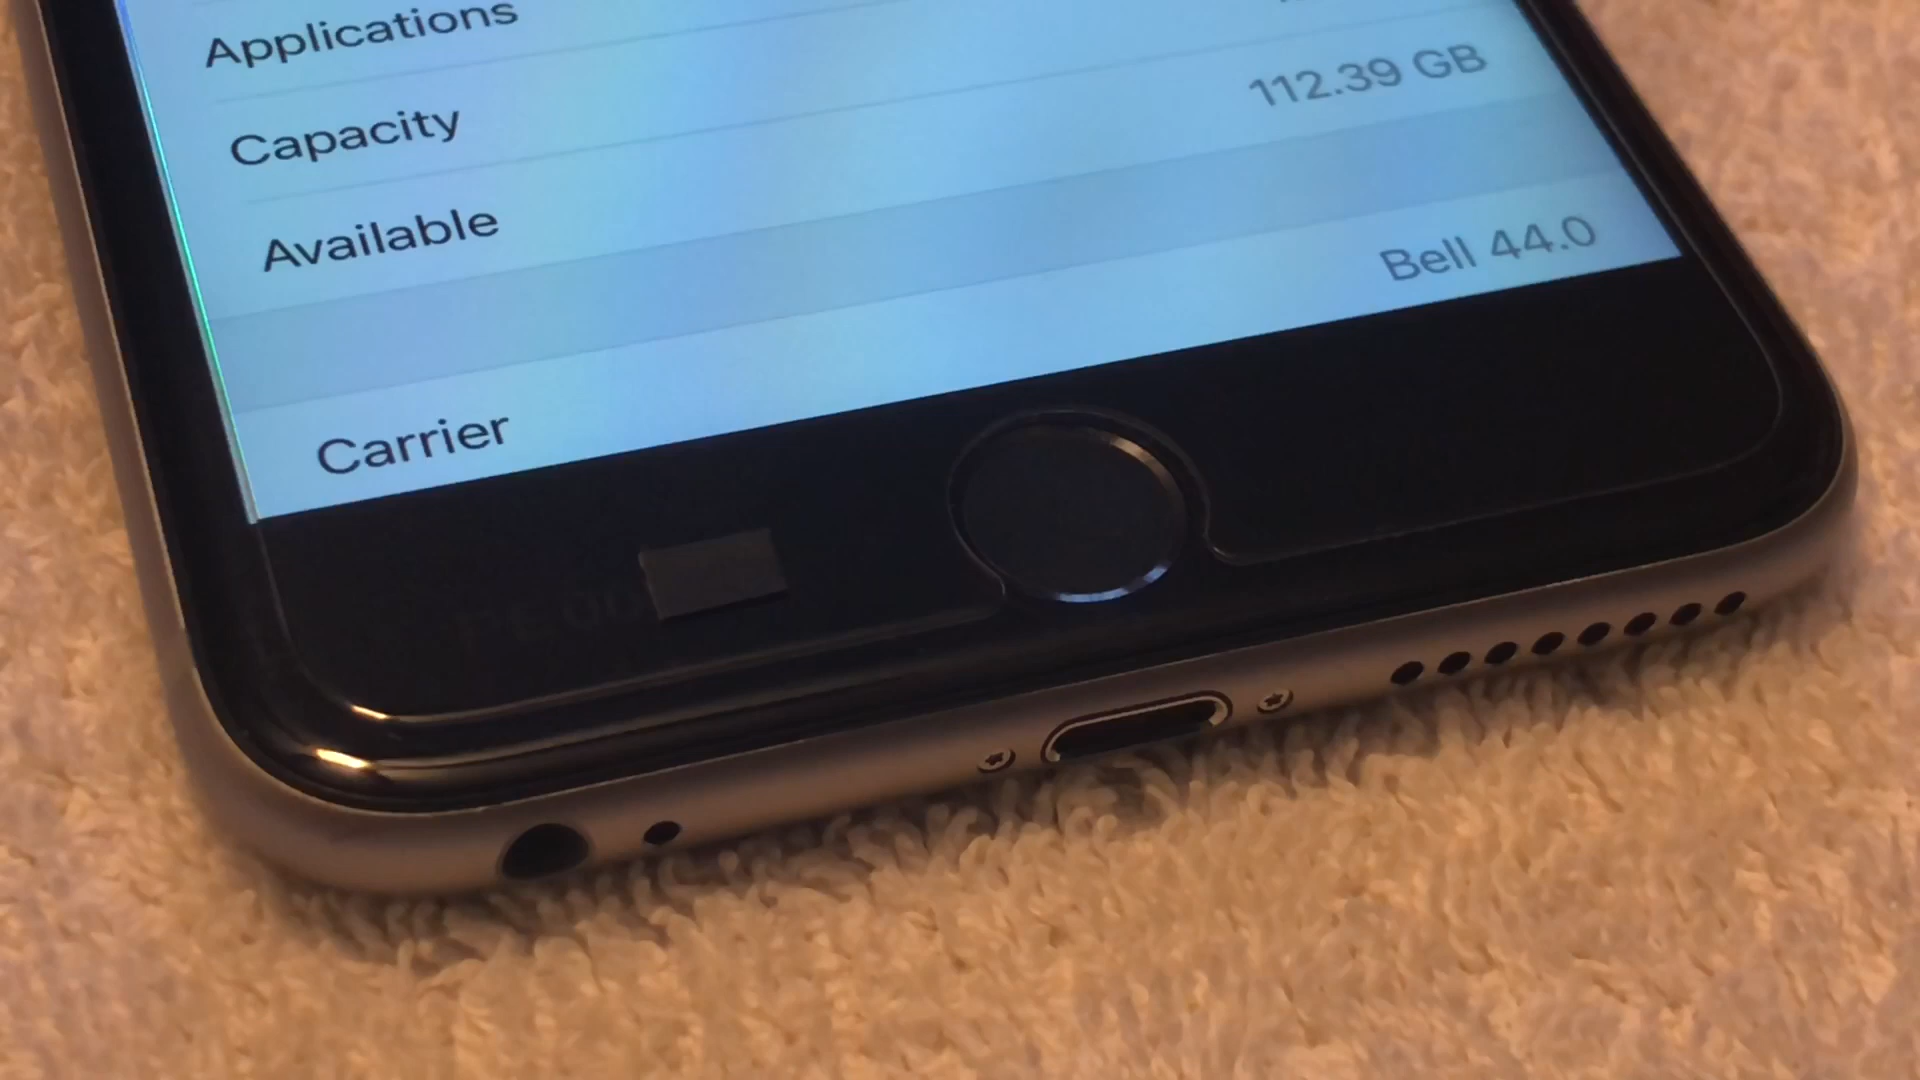 Applications
Capacity
Available 112.39 GB
Carrier Bell 44.0